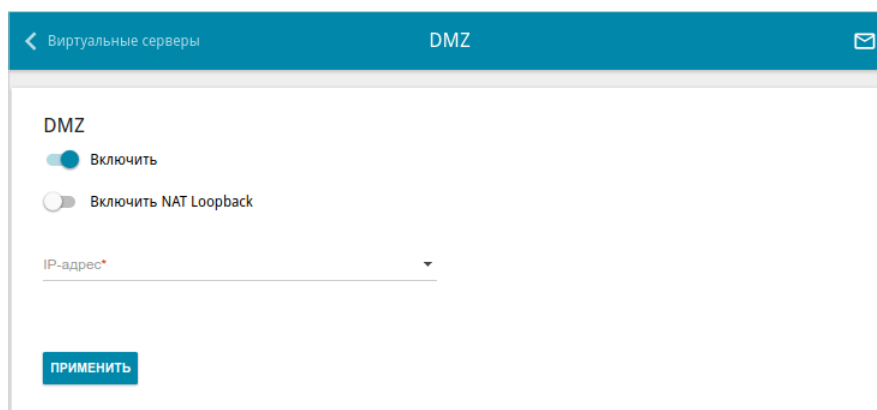 Виртуальные серверы
DMZ
DMZ
Включить
Включить NAT Loopback
IP-адрес*
ПРИМЕНИТЬ